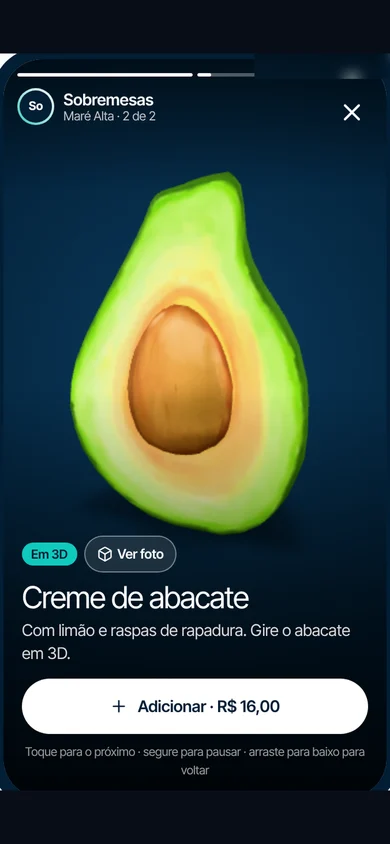 So
Sobremesas
Maré Alta · 2 de 2
Em 3D
Ver foto
Creme de abacate
Com limão e raspas de rapadura. Gire o abacate
em 3D.
+ Adicionar · R$ 16,00
Toque para o próximo · segure para pausar · arraste para baixo para
voltar